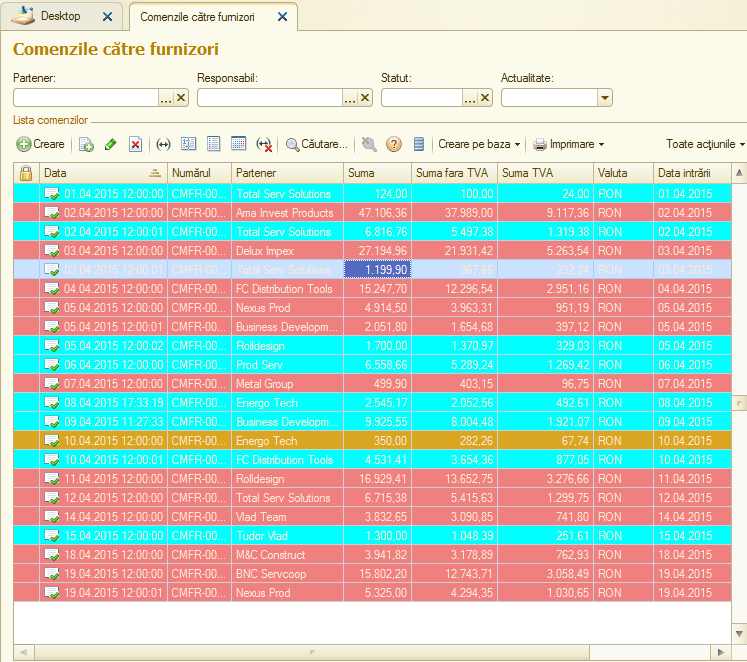 Desktop Comenzile către furnizori
Comenzile către furnizori
Partener: Responsabil: Statut: Actualitate:
Lista comenzilor
Creare Căutare... Creare pe baza Imprimare Toate acțiunile
Data Numărul Partener Suma Suma fara TVA Suma TVA Valuta Data intrării
01.04.2015 12:00:00 CMFR-00... Total Serv Solutions 124,00 100,00 24,00 RON 01.04.2015
02.04.2015 12:00:00 CMFR-00... Ama Invest Products 47.106,36 37.989,00 9.117,36 RON 02.04.2015
02.04.2015 12:00:01 CMFR-00... Total Serv Solutions 6.816,76 5.497,38 1.319,38 RON 02.04.2015
03.04.2015 12:00:00 CMFR-00... Delux Impex 27.194,96 21.931,42 5.263,54 RON 03.04.2015
03.04.2015 12:00:01 CMFR-00... Total Serv Solutions 1.199,90 967,66 232,24 RON 03.04.2015
04.04.2015 12:00:00 CMFR-00... FC Distribution Tools 15.247,70 12.296,54 2.951,16 RON 04.04.2015
05.04.2015 12:00:00 CMFR-00... Nexus Prod 4.914,50 3.963,31 951,19 RON 05.04.2015
05.04.2015 12:00:01 CMFR-00... Business Developm... 2.051,80 1.654,68 397,12 RON 05.04.2015
05.04.2015 12:00:02 CMFR-00... Rolldesign 1.700,00 1.370,97 329,03 RON 05.04.2015
06.04.2015 12:00:00 CMFR-00... Prod Serv 6.558,66 5.289,24 1.269,42 RON 06.04.2015
07.04.2015 12:00:00 CMFR-00... Metal Group 499,90 403,15 96,75 RON 07.04.2015
08.04.2015 17:33:19 CMFR-00... Energo Tech 2.545,17 2.052,56 492,61 RON 08.04.2015
09.04.2015 11:27:33 CMFR-00... Business Developm... 9.925,55 8.004,48 1.921,07 RON 09.04.2015
10.04.2015 12:00:00 CMFR-00... Energo Tech 350,00 282,26 67,74 RON 10.04.2015
10.04.2015 12:00:01 CMFR-00... FC Distribution Tools 4.531,41 3.654,36 877,05 RON 10.04.2015
11.04.2015 12:00:00 CMFR-00... Rolldesign 16.929,41 13.652,75 3.276,66 RON 11.04.2015
12.04.2015 12:00:00 CMFR-00... Total Serv Solutions 6.715,38 5.415,63 1.299,75 RON 12.04.2015
14.04.2015 12:00:00 CMFR-00... Vlad Team 3.832,65 3.090,85 741,80 RON 14.04.2015
15.04.2015 12:00:00 CMFR-00... Tudor Vlad 1.300,00 1.048,39 251,61 RON 15.04.2015
18.04.2015 12:00:00 CMFR-00... M&C Construct 3.941,82 3.178,89 762,93 RON 18.04.2015
19.04.2015 12:00:00 CMFR-00... BNC Servcoop 15.802,20 12.743,71 3.058,49 RON 19.04.2015
19.04.2015 12:00:01 CMFR-00... Nexus Prod 5.325,00 4.294,35 1.030,65 RON 19.04.2015